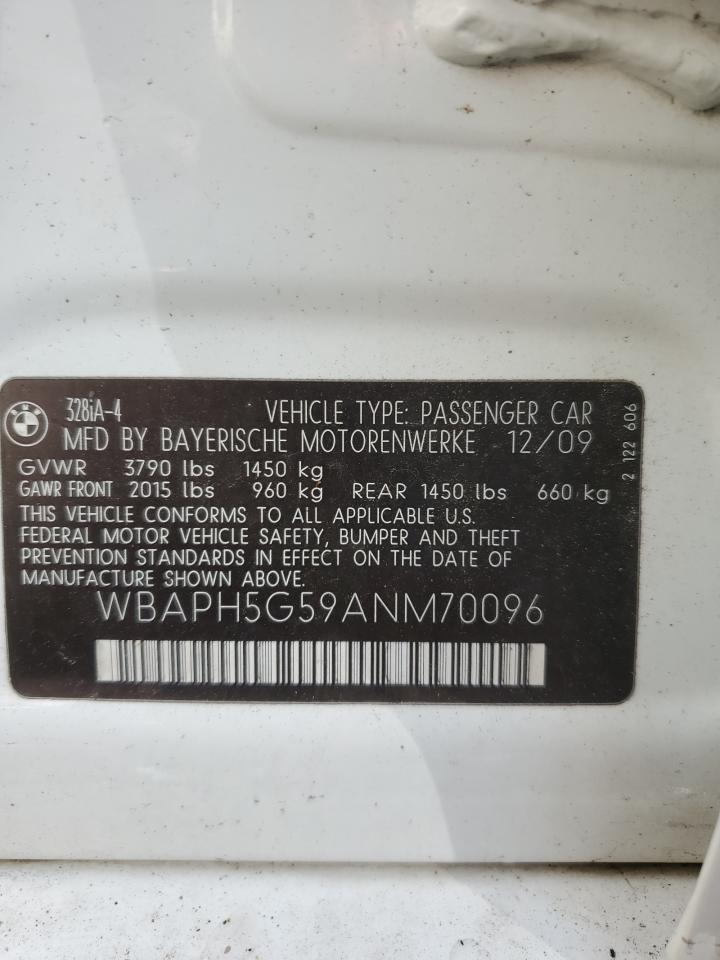 BMW
328iA-4 VEHICLE TYPE: PASSENGER CAR
MFD BY BAYERISCHE MOTORENWERKE 12/09
GVWR 3790 lbs 1450 kg
GAWR FRONT 2015 lbs 960 kg REAR 1450 lbs 660 kg
THIS VEHICLE CONFORMS TO ALL APPLICABLE U.S.
FEDERAL MOTOR VEHICLE SAFETY, BUMPER AND THEFT
PREVENTION STANDARDS IN EFFECT ON THE DATE OF
MANUFACTURE SHOWN ABOVE.
WBAPH5G59ANM70096
2 122 606